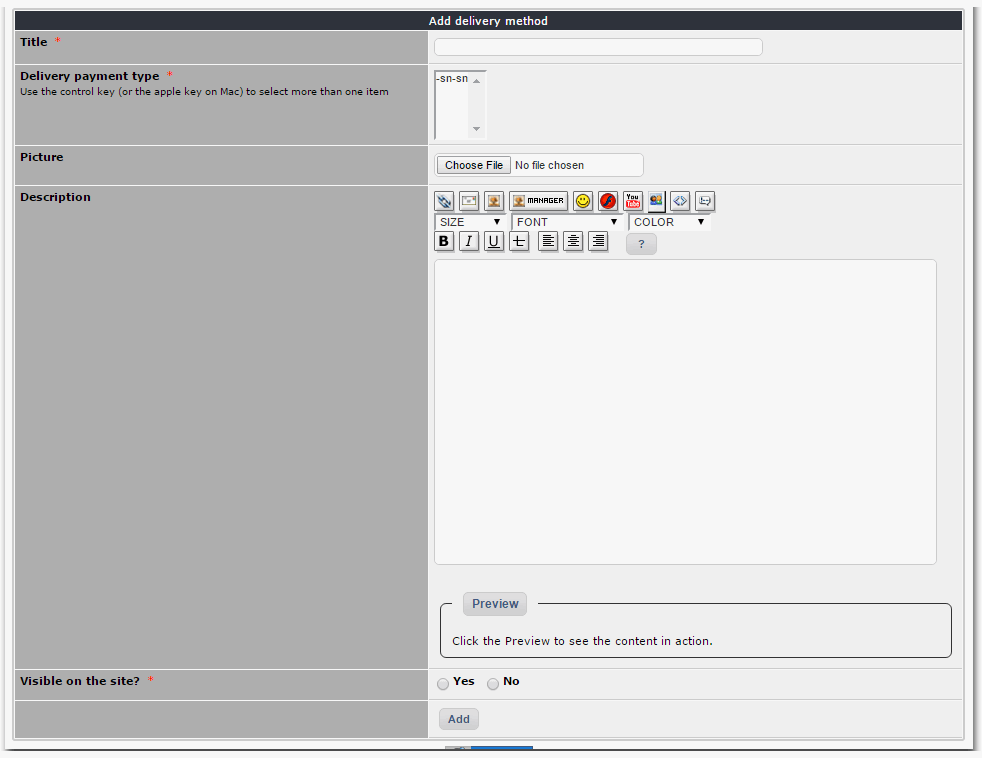 Add delivery method
Title *
Delivery payment type *
Use the control key (or the apple key on Mac) to select more than one item
-sn-sn
Picture
Choose File No file chosen
Description
MANAGER You Tube
SIZE FONT COLOR
B I U T ?
Preview
Click the Preview to see the content in action.
Visible on the site? *
Yes No
Add